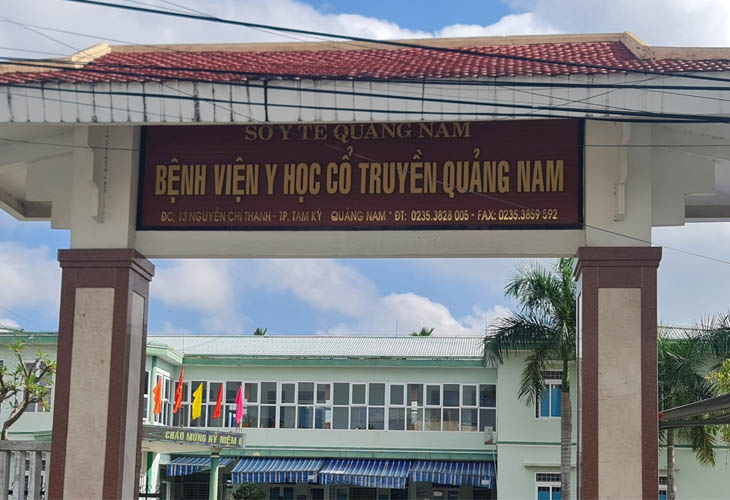 SỞ Y TẾ QUẢNG NAM
BỆNH VIỆN Y HỌC CỔ TRUYỀN QUẢNG NAM
ĐC: 13 NGUYỄN CHÍ THANH - TP. TAM KỲ QUẢNG NAM * ĐT: 0235.3828 005 - FAX: 0235.3859 592
CHÀO MỪNG KỶ NIỆM